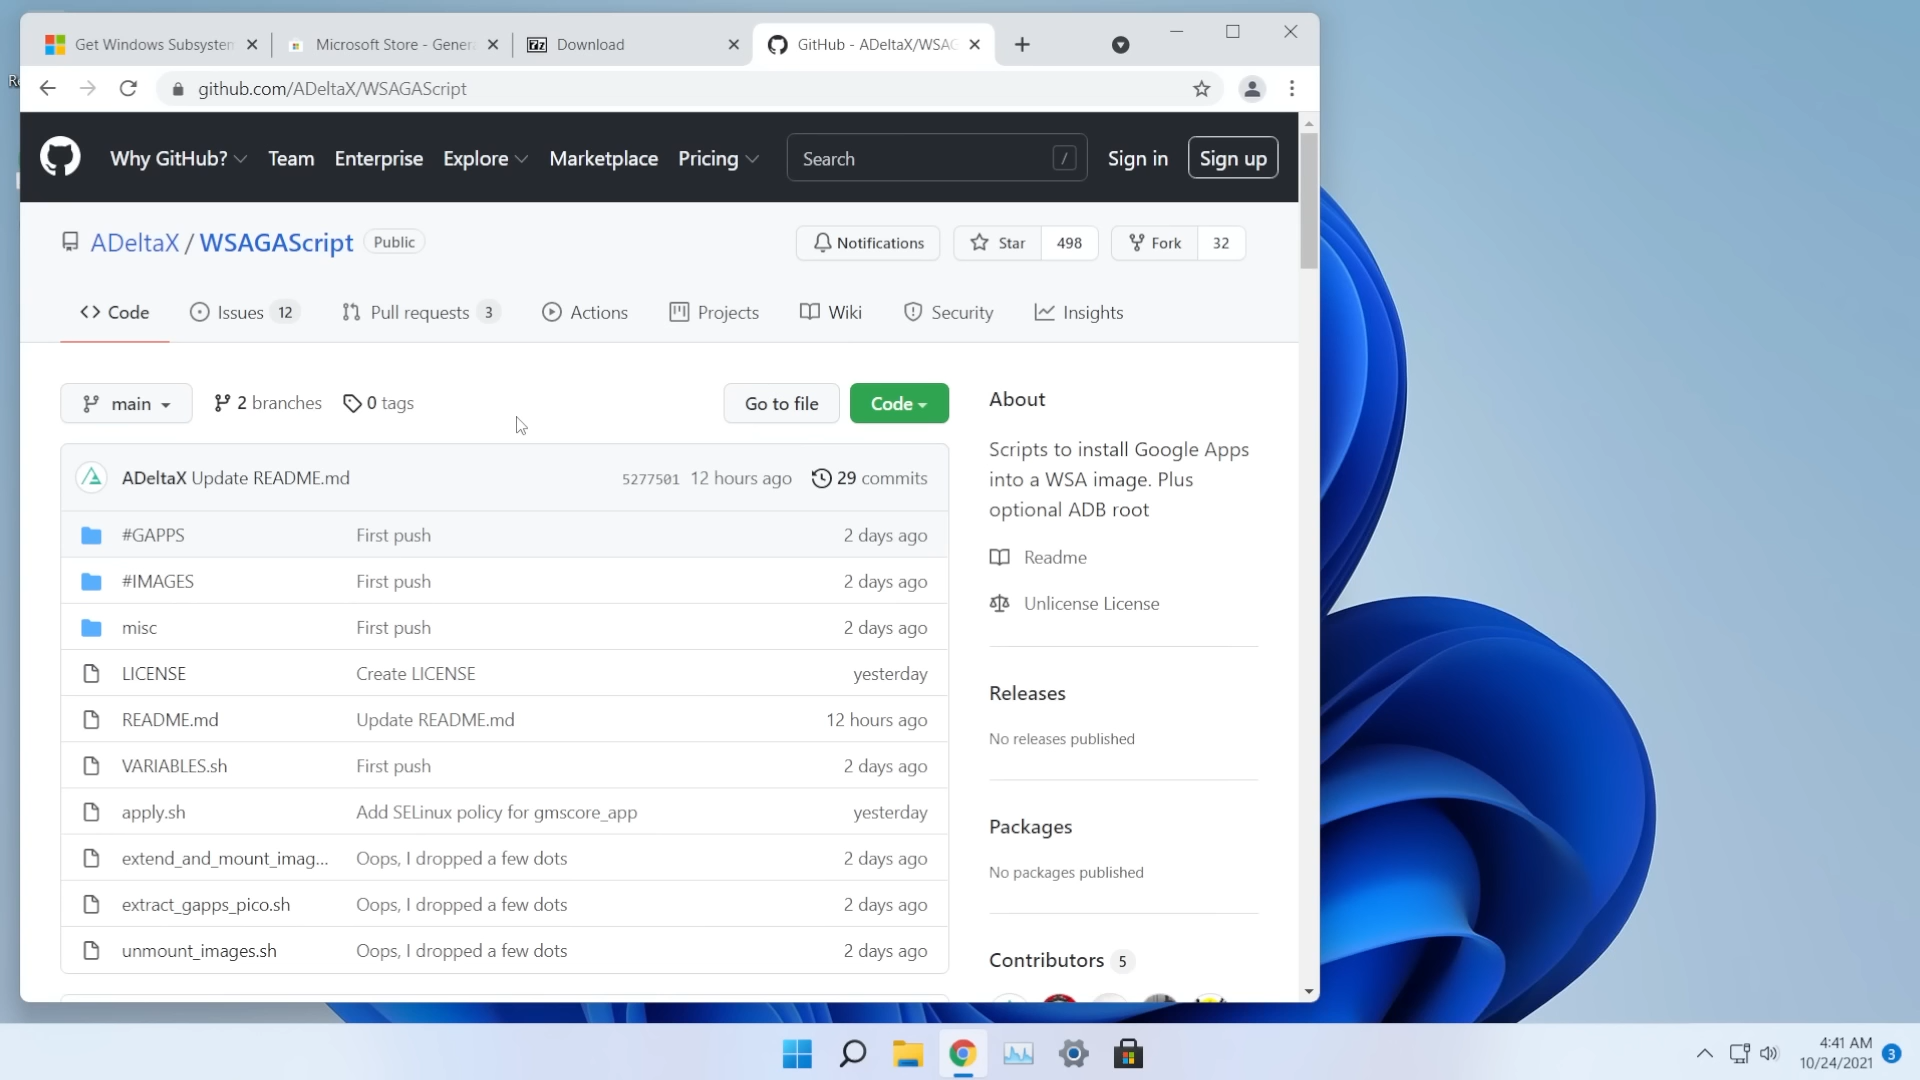 Get Windows Subsystem
Microsoft Store - Genera
7z Download
GitHub - ADeltaX/WSAG
github.com/ADeltaX/WSAGAScript
Why GitHub? Team Enterprise Explore Marketplace Pricing Search / Sign in Sign up
ADeltaX / WSAGAScript Public
Notifications Star 498 Fork 32
Code Issues 12 Pull requests 3 Actions Projects Wiki Security Insights
main 2 branches 0 tags Go to file Code
ADeltaX Update README.md 5277501 12 hours ago 29 commits
#GAPPS First push 2 days ago
#IMAGES First push 2 days ago
misc First push 2 days ago
LICENSE Create LICENSE yesterday
README.md Update README.md 12 hours ago
VARIABLES.sh First push 2 days ago
apply.sh Add SELinux policy for gmscore_app yesterday
extend_and_mount_imag... Oops, I dropped a few dots 2 days ago
extract_gapps_pico.sh Oops, I dropped a few dots 2 days ago
unmount_images.sh Oops, I dropped a few dots 2 days ago
About
Scripts to install Google Apps
into a WSA image. Plus
optional ADB root
Readme
Unlicense License
Releases
No releases published
Packages
No packages published
Contributors 5
4:41 AM
10/24/2021
3